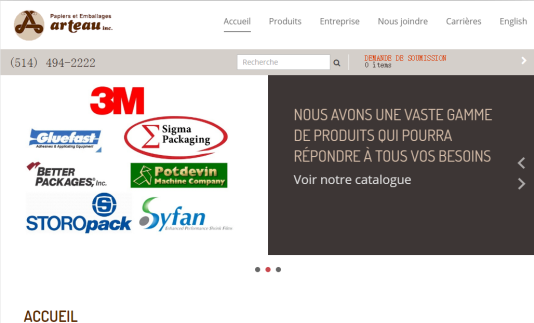 Papiers et Emballages
arteau inc.
Accueil
Produits
Entreprise
Nous joindre
Carrières
English
(514) 494-2222
Recherche
DEMANDE DE SOUMISSION
0 items
3M
Gluefast
Adhesives & Applicating Equipment
Sigma
Packaging
BETTER
PACKAGES, Inc.
Potdevin
Machine Company
S
STOROpack
Syfan
Advanced Performance Shrink Films
NOUS AVONS UNE VASTE GAMME
DE PRODUITS QUI POURRA
RÉPONDRE À TOUS VOS BESOINS
Voir notre catalogue
ACCUEIL